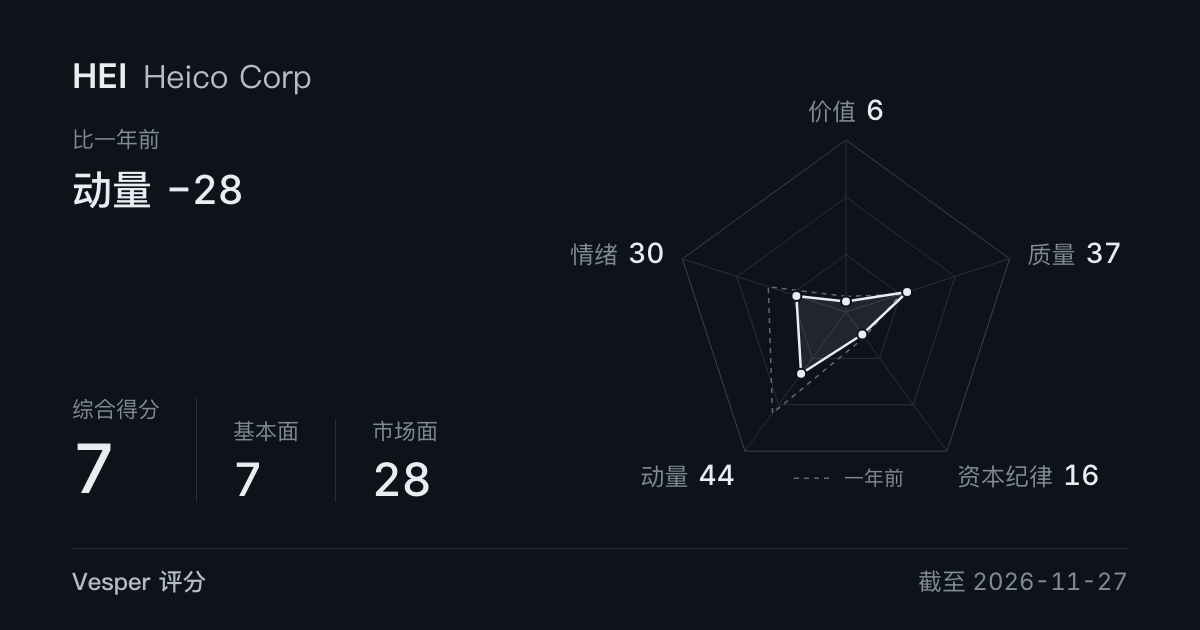 HEI Heico Corp
比一年前
动量 −28
价值 6
情绪 30
质量 37
动量 44
---- 一年前
资本纪律 16
综合得分
7
基本面
7
市场面
28
Vesper 评分
截至 2026-11-27